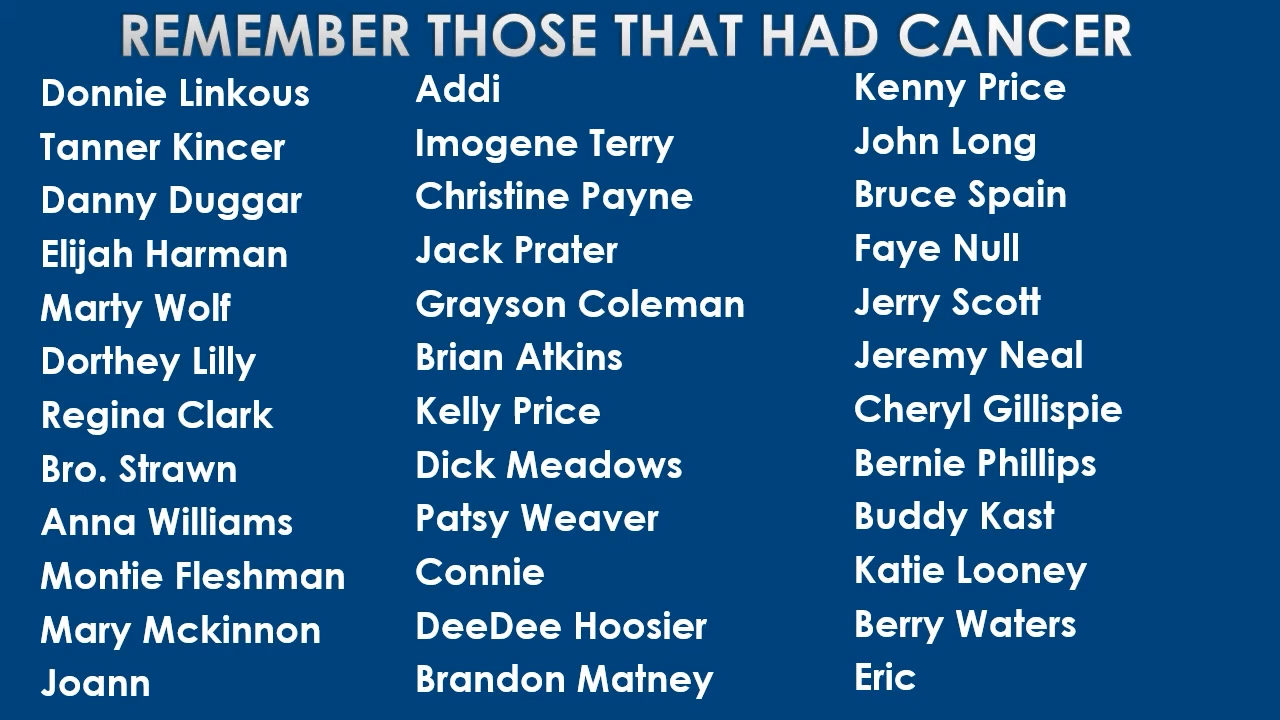 REMEMBER THOSE THAT HAD CANCER
Donnie Linkous
Tanner Kincer
Danny Duggar
Elijah Harman
Marty Wolf
Dorthey Lilly
Regina Clark
Bro. Strawn
Anna Williams
Montie Fleshman
Mary Mckinnon
Joann
Addi
Imogene Terry
Christine Payne
Jack Prater
Grayson Coleman
Brian Atkins
Kelly Price
Dick Meadows
Patsy Weaver
Connie
DeeDee Hoosier
Brandon Matney
Kenny Price
John Long
Bruce Spain
Faye Null
Jerry Scott
Jeremy Neal
Cheryl Gillispie
Bernie Phillips
Buddy Kast
Katie Looney
Berry Waters
Eric